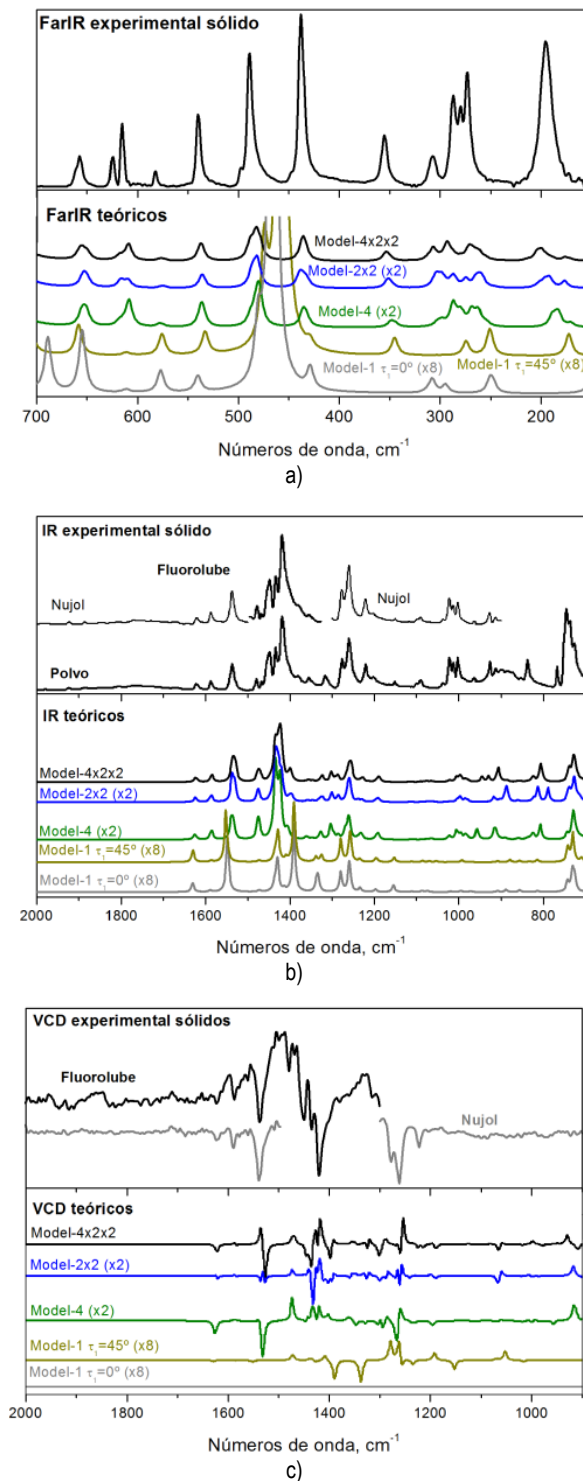 FarIR experimental sólido
FarIR teóricos
Model-4x2x2
Model-2x2 (x2)
Model-4 (x2)
Model-1 τ₁=45º (x8)
Model-1 τ₁=0º (x8)
700 600 500 400 300 200
Números de onda, cm⁻¹
a)
IR experimental sólido
Fluorolube
Nujol
Nujol
Polvo
IR teóricos
Model-4x2x2
Model-2x2 (x2)
Model-4 (x2)
Model-1 τ₁=45º (x8)
Model-1 τ₁=0º (x8)
2000 1800 1600 1400 1200 1000 800
Números de onda, cm⁻¹
b)
VCD experimental sólidos
Fluorolube
Nujol
VCD teóricos
Model-4x2x2
Model-2x2 (x2)
Model-4 (x2)
Model-1 τ₁=45º (x8)
Model-1 τ₁=0º (x8)
2000 1800 1600 1400 1200 1000
Números de onda, cm⁻¹
c)